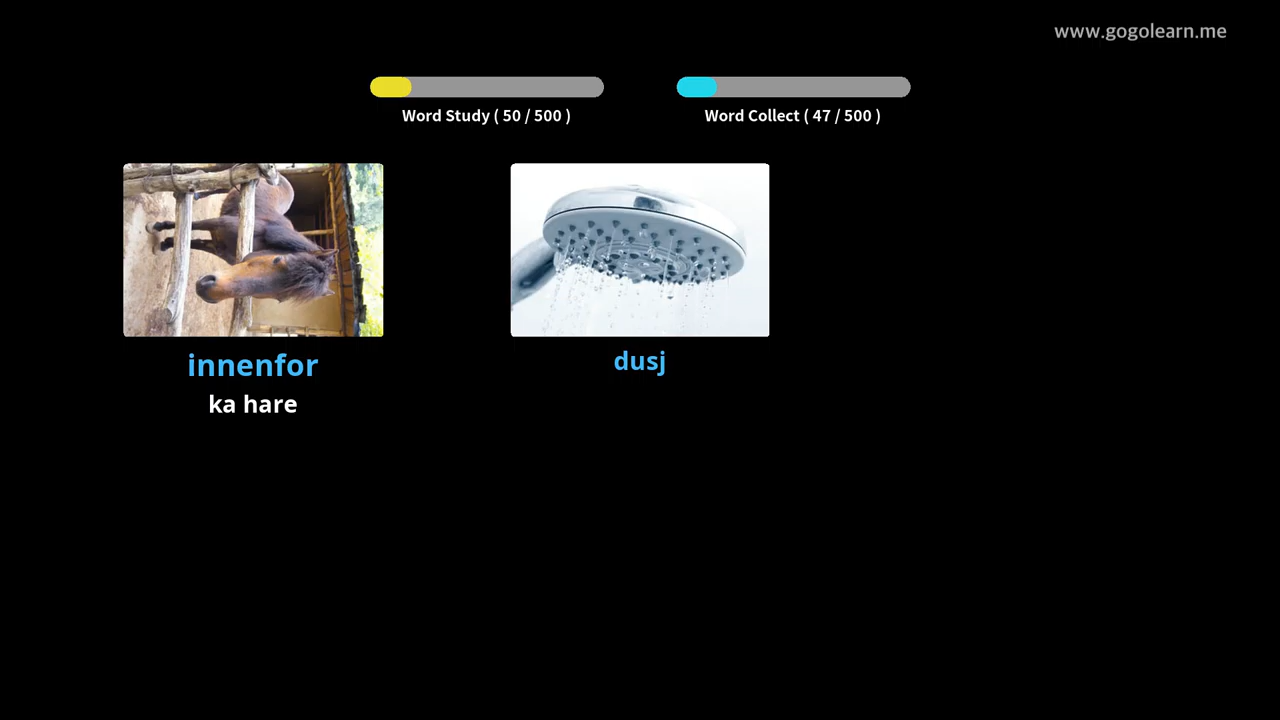 www.gogolearn.me
Word Study ( 50 / 500 )
Word Collect ( 47 / 500 )
innenfor
ka hare
dusj